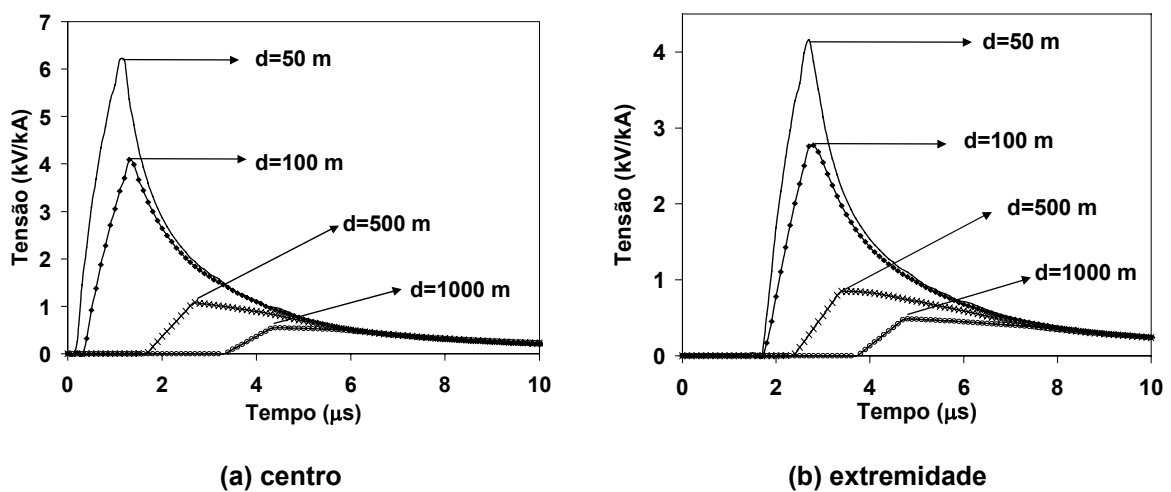 7
6
5
4
3
2
1
0
Tensão (kV/kA)
d=50 m
d=100 m
d=500 m
d=1000 m
0 2 4 6 8 10
Tempo (μs)
(a) centro
4
3
2
1
0
Tensão (kV/kA)
d=50 m
d=100 m
d=500 m
d=1000 m
0 2 4 6 8 10
Tempo (μs)
(b) extremidade